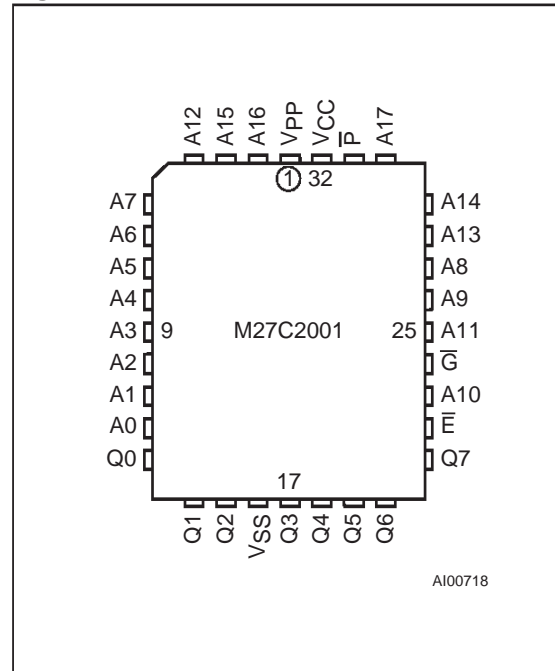 A12 A15 A16 VPP VCC P̅ A17
1 32
A7 A14
A6 A13
A5 A8
A4 A9
A3 9 M27C2001 25 A11
A2 G̅
A1 A10
A0 E̅
Q0 Q7
17
Q1 Q2 VSS Q3 Q4 Q5 Q6
AI00718